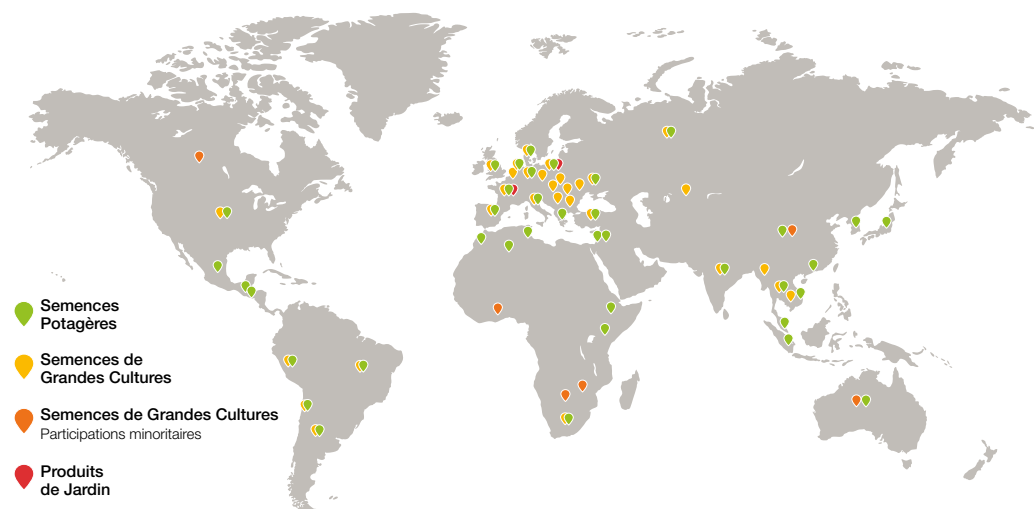 Semences
Potagères
Semences de
Grandes Cultures
Semences de Grandes Cultures
Participations minoritaires
Produits
de Jardin